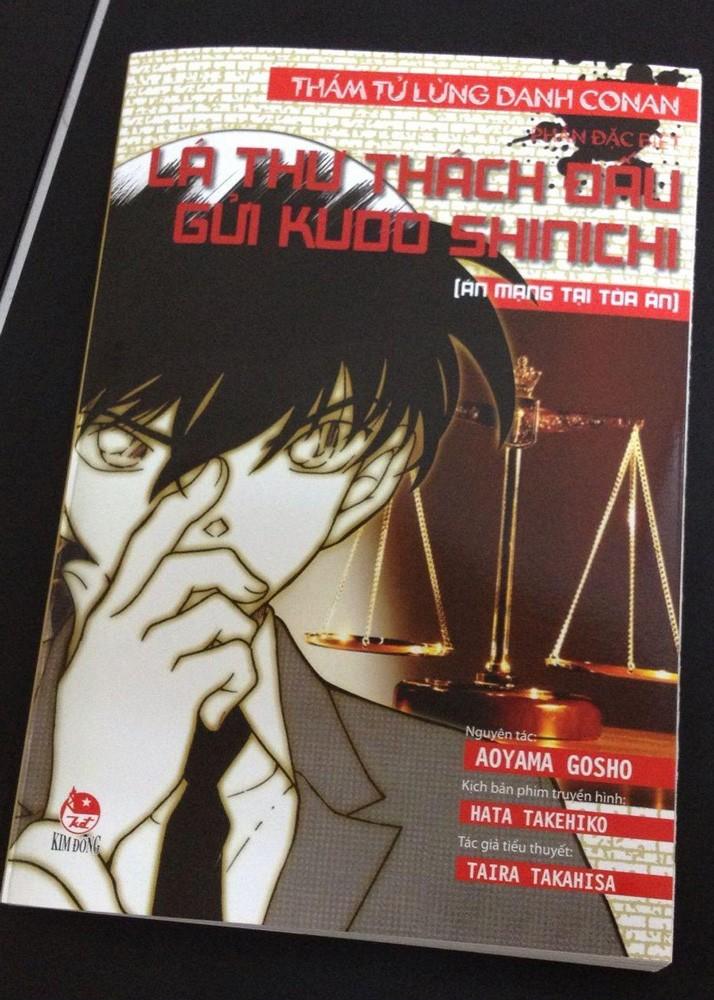 THÁM TỬ LỪNG DANH CONAN
PHẦN ĐẶC BIỆT
LÁ THƯ THÁCH ĐẤU
GỬI KUDO SHINICHI
(ÁN MẠNG TẠI TÒA ÁN)
Nguyên tác:
AOYAMA GOSHO
Kịch bản phim truyền hình:
HATA TAKEHIKO
Tác giả tiểu thuyết:
TAIRA TAKAHISA
KIM ĐỒNG